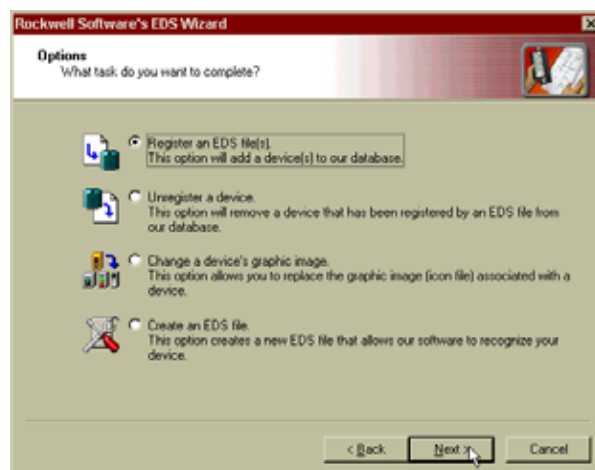 Rockwell Software's EDS Wizard
Options
What task do you want to complete?
Register an EDS file(s).
This option will add a device(s) to our database.
Unregister a device.
This option will remove a device that has been registered by an EDS file from
our database.
Change a device's graphic image.
This option allows you to replace the graphic image (icon file) associated with a
device.
Create an EDS file.
This option creates a new EDS file that allows our software to recognize your
device.
< Back
Next >
Cancel